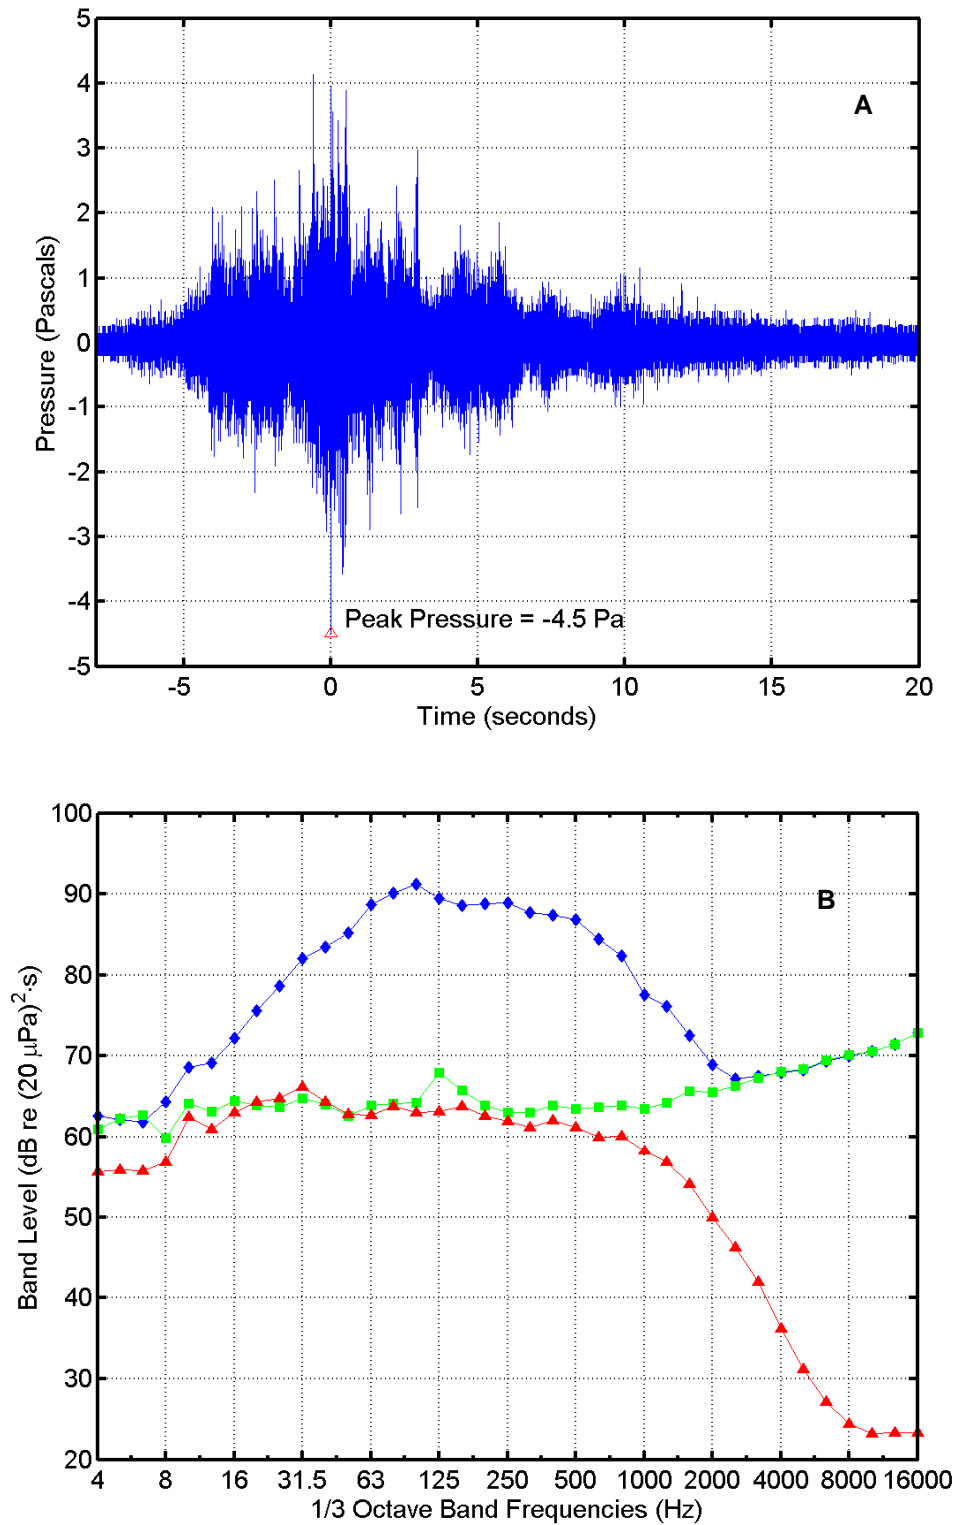 5
4
3
2
1
0
-1
-2
-3
-4
-5
Pressure (Pascals)
A
Peak Pressure = -4.5 Pa
-5 0 5 10 15 20
Time (seconds)
100
90
80
70
60
50
40
30
20
Band Level (dB re (20 μPa)²·s)
B
4 8 16 31.5 63 125 250 500 1000 2000 4000 8000 16000
1/3 Octave Band Frequencies (Hz)